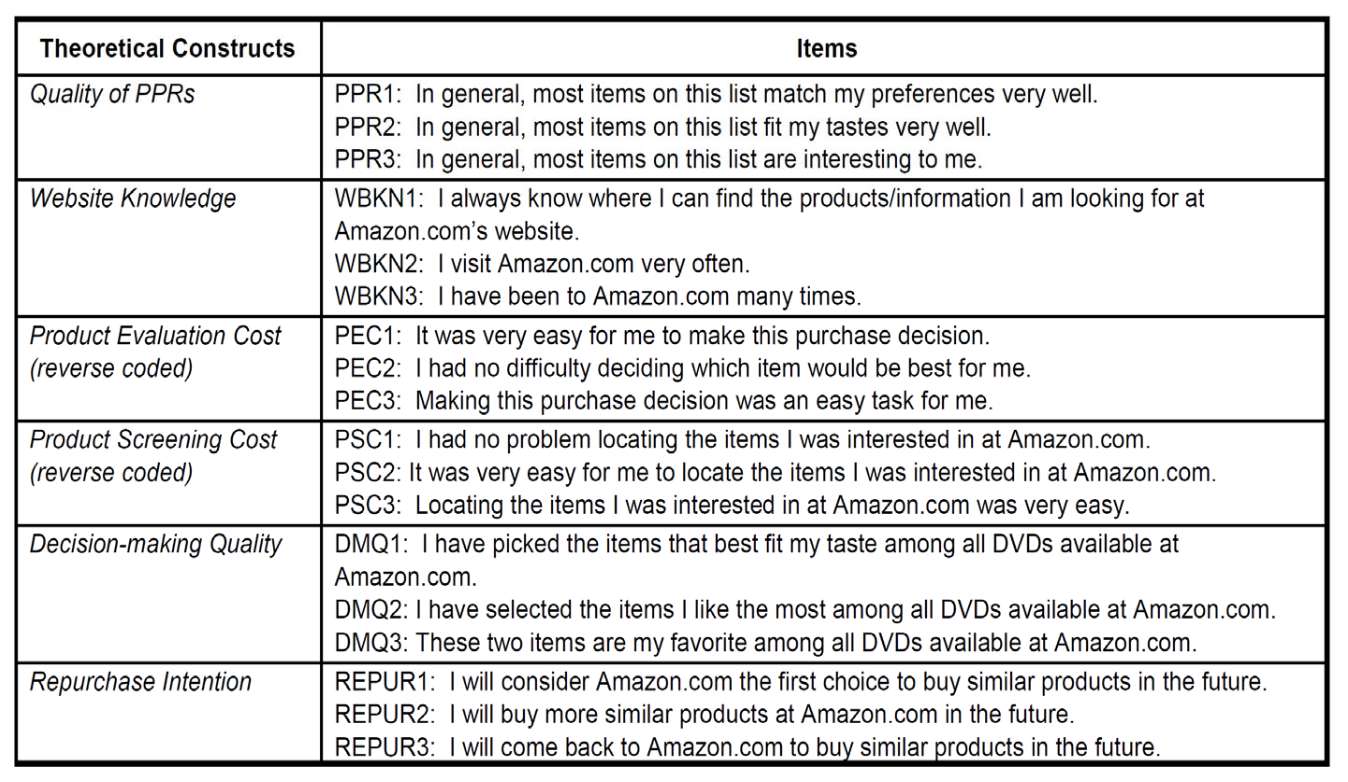 Theoretical Constructs
Items
Quality of PPRs
PPR1: In general, most items on this list match my preferences very well.
PPR2: In general, most items on this list fit my tastes very well.
PPR3: In general, most items on this list are interesting to me.
Website Knowledge
WBKN1: I always know where I can find the products/information I am looking for at
Amazon.com's website.
WBKN2: I visit Amazon.com very often.
WBKN3: I have been to Amazon.com many times.
Product Evaluation Cost
(reverse coded)
PEC1: It was very easy for me to make this purchase decision.
PEC2: I had no difficulty deciding which item would be best for me.
PEC3: Making this purchase decision was an easy task for me.
Product Screening Cost
(reverse coded)
PSC1: I had no problem locating the items I was interested in at Amazon.com.
PSC2: It was very easy for me to locate the items I was interested in at Amazon.com.
PSC3: Locating the items I was interested in at Amazon.com was very easy.
Decision-making Quality
DMQ1: I have picked the items that best fit my taste among all DVDs available at
Amazon.com.
DMQ2: I have selected the items I like the most among all DVDs available at Amazon.com.
DMQ3: These two items are my favorite among all DVDs available at Amazon.com.
Repurchase Intention
REPUR1: I will consider Amazon.com the first choice to buy similar products in the future.
REPUR2: I will buy more similar products at Amazon.com in the future.
REPUR3: I will come back to Amazon.com to buy similar products in the future.